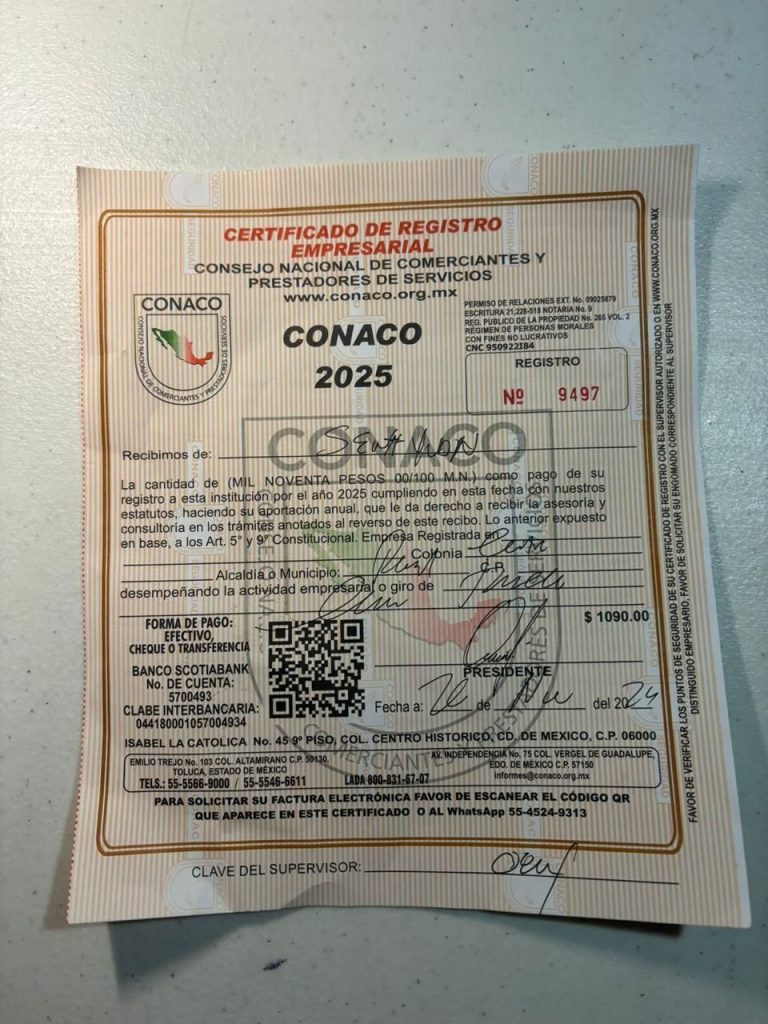 CERTIFICADO DE REGISTRO
EMPRESARIAL
CONSEJO NACIONAL DE COMERCIANTES Y
PRESTADORES DE SERVICIOS
www.conaco.org.mx
CONACO
CONSEJO NACIONAL DE COMERCIANTES Y PRESTADORES DE SERVICIOS
CONACO
2025
PERMISO DE RELACIONES EXT. No. 09025879
ESCRITURA 21,228-518 NOTARIA No. 9
REG. PUBLICO DE LA PROPIEDAD No. 265 VOL. 2
RÉGIMEN DE PERSONAS MORALES
CON FINES NO LUCRATIVOS
CNC 950922I84
REGISTRO
Nº 9497
CONACO
Recibimos de:
La cantidad de (MIL NOVENTA PESOS 00/100 M.N.) como pago de su
registro a esta institución por el año 2025 cumpliendo en esta fecha con nuestros
estatutos, haciendo su aportación anual, que le da derecho a recibir la asesoría y
consultoría en los trámites anotados al reverso de este recibo. Lo anterior expuesto
en base, a los Art. 5° y 9° Constitucional. Empresa Registrada en
Colonia
Alcaldía o Municipio: C.P.
desempeñando la actividad empresarial o giro de
$ 1090.00
FORMA DE PAGO:
EFECTIVO,
CHEQUE O TRANSFERENCIA
BANCO SCOTIABANK
No. DE CUENTA:
5700493
CLABE INTERBANCARIA:
044180001057004934
PRESIDENTE
Fecha a: de del 2024
ISABEL LA CATOLICA No. 45 9º PISO, COL. CENTRO HISTORICO, CD. DE MEXICO, C.P. 06000
EMILIO TREJO No. 103 COL. ALTAMIRANO C.P. 50130,
TOLUCA, ESTADO DE MÉXICO
TELS.: 55-5566-9000 / 55-5546-6611
LADA 800-831-67-07
AV. INDEPENDENCIA No. 75 COL. VERGEL DE GUADALUPE,
EDO. DE MÉXICO C.P. 57150
informes@conaco.org.mx
PARA SOLICITAR SU FACTURA ELECTRÓNICA FAVOR DE ESCANEAR EL CÓDIGO QR
QUE APARECE EN ESTE CERTIFICADO O AL WhatsApp 55-4524-9313
CLAVE DEL SUPERVISOR:
FAVOR DE VERIFICAR LOS PUNTOS DE SEGURIDAD DE SU CERTIFICADO DE REGISTRO CON EL SUPERVISOR AUTORIZADO O EN WWW.CONACO.ORG.MX
DISTINGUIDO EMPRESARIO, FAVOR DE SOLICITAR SU ENGOMADO CORRESPONDIENTE AL SUPERVISOR